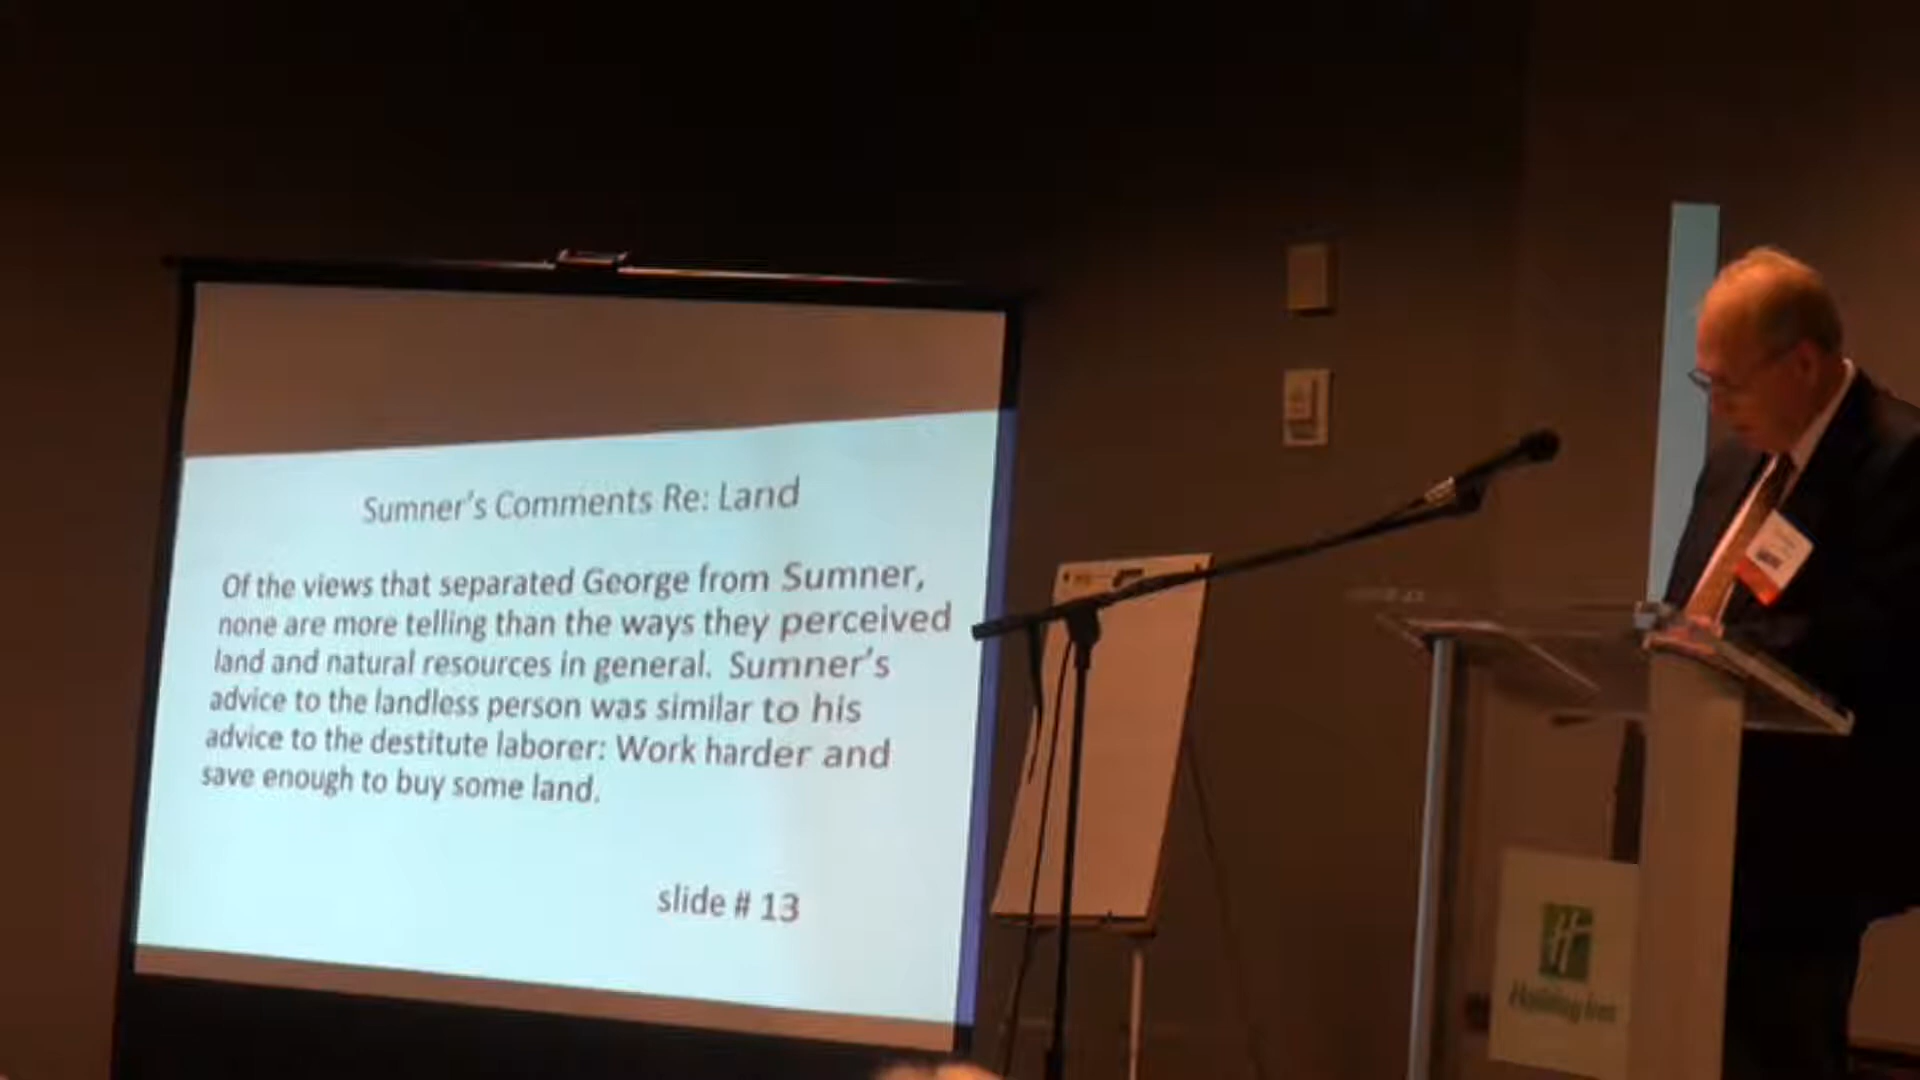 Sumner's Comments Re: Land
Of the views that separated George from Sumner,
none are more telling than the ways they perceived
land and natural resources in general. Sumner's
advice to the landless person was similar to his
advice to the destitute laborer: Work harder and
save enough to buy some land.
slide # 13
H
Holiday Inn